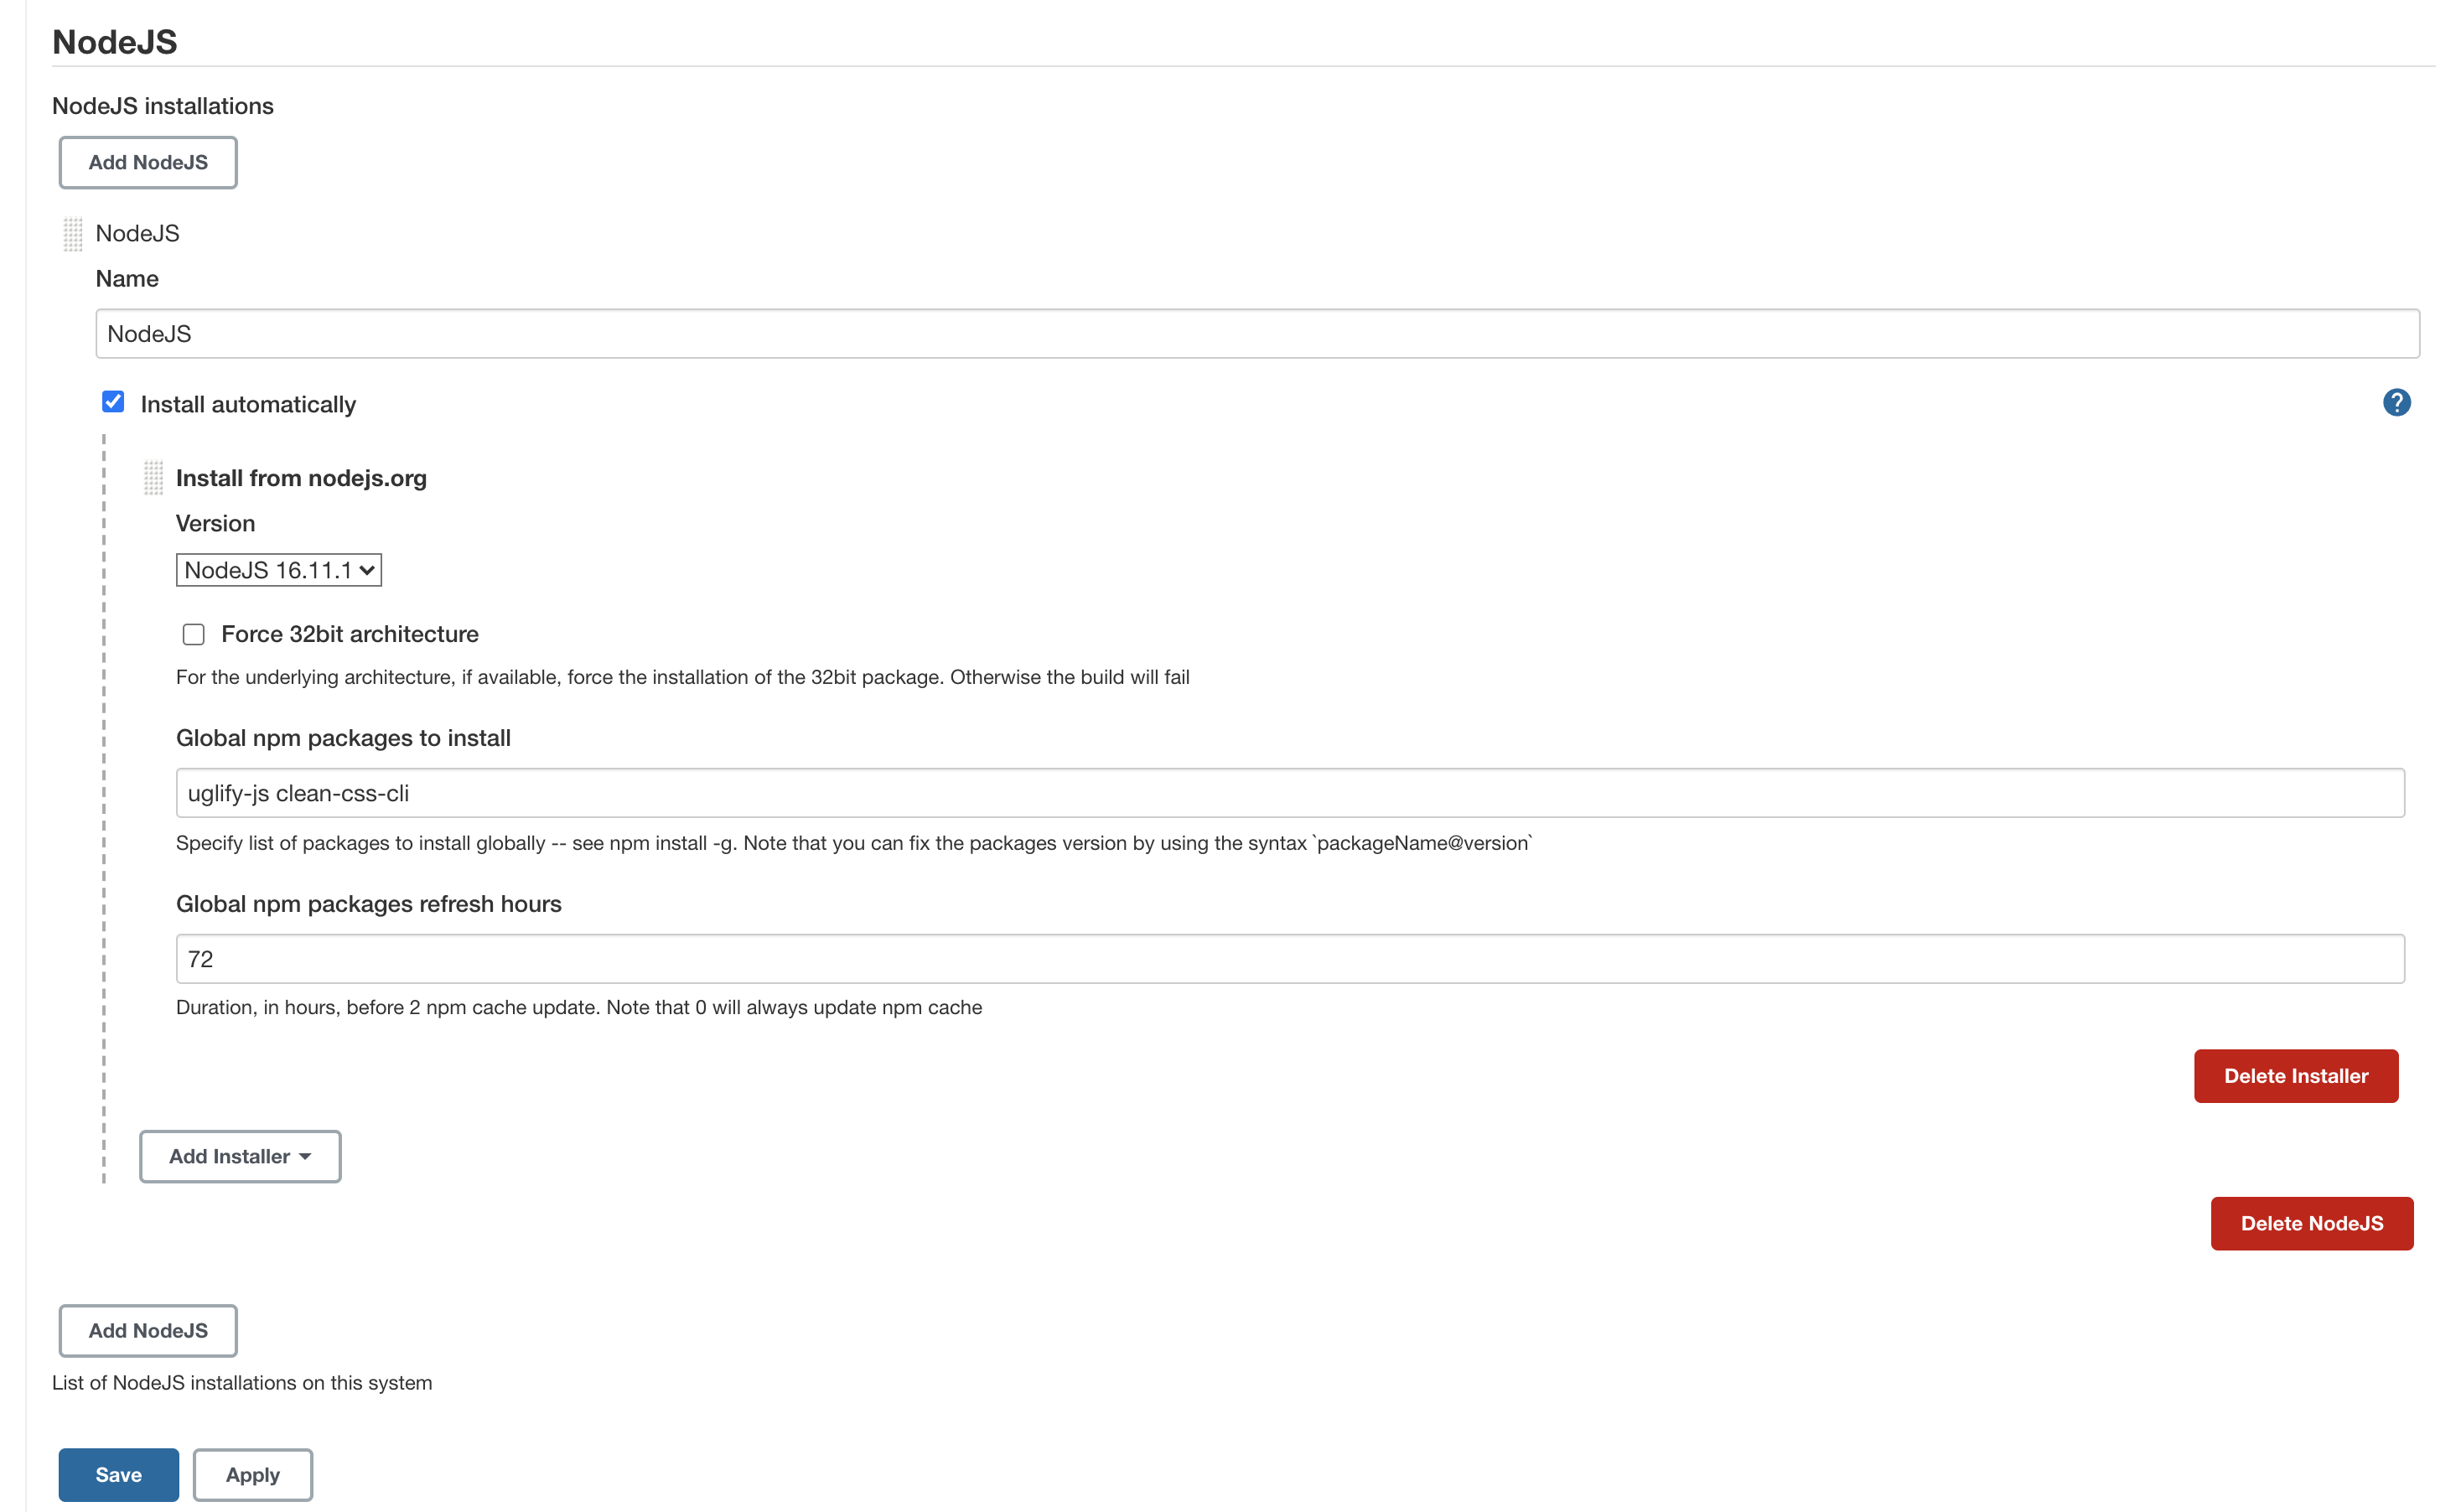 NodeJS
NodeJS installations
Add NodeJS
NodeJS
Name
NodeJS
Install automatically
?
Install from nodejs.org
Version
NodeJS 16.11.1
Force 32bit architecture
For the underlying architecture, if available, force the installation of the 32bit package. Otherwise the build will fail
Global npm packages to install
uglify-js clean-css-cli
Specify list of packages to install globally -- see npm install -g. Note that you can fix the packages version by using the syntax `packageName@version`
Global npm packages refresh hours
72
Duration, in hours, before 2 npm cache update. Note that 0 will always update npm cache
Delete Installer
Add Installer
Delete NodeJS
Add NodeJS
List of NodeJS installations on this system
Save Apply